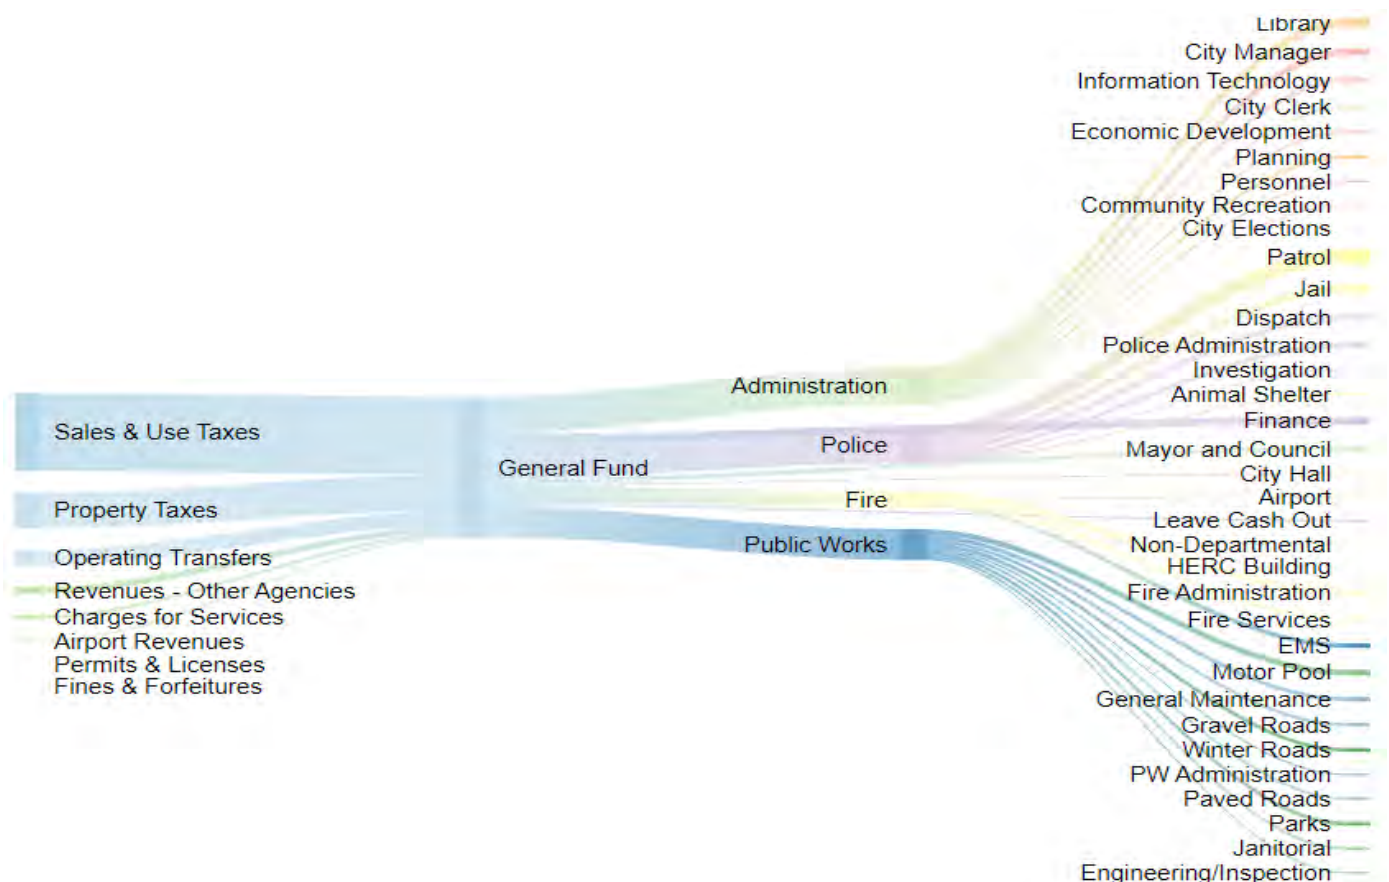 Sales & Use Taxes
Property Taxes
Operating Transfers
Revenues - Other Agencies
Charges for Services
Airport Revenues
Permits & Licenses
Fines & Forfeitures
General Fund
Administration
Police
Fire
Public Works
Library
City Manager
Information Technology
City Clerk
Economic Development
Planning
Personnel
Community Recreation
City Elections
Patrol
Jail
Dispatch
Police Administration
Investigation
Animal Shelter
Finance
Mayor and Council
City Hall
Airport
Leave Cash Out
Non-Departmental
HERC Building
Fire Administration
Fire Services
EMS
Motor Pool
General Maintenance
Gravel Roads
Winter Roads
PW Administration
Paved Roads
Parks
Janitorial
Engineering/Inspection